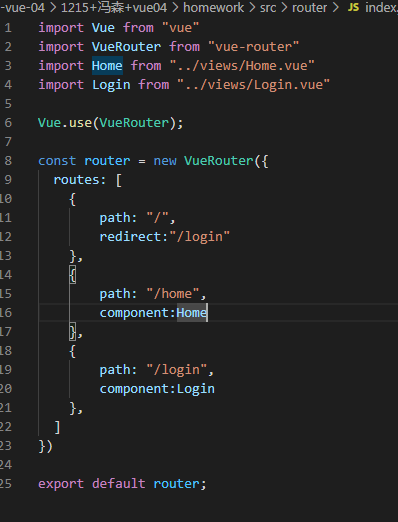 -vue-04 > 1215+冯森+vue04 > homework > src > router > JS index.
1 import Vue from "vue"
2 import VueRouter from "vue-router"
3 import Home from "../views/Home.vue"
4 import Login from "../views/Login.vue"
5
6 Vue.use(VueRouter);
7
8 const router = new VueRouter({
9   routes: [
10     {
11         path: "/",
12         redirect:"/login"
13     },
14     {
15         path: "/home",
16         component:Home
17     },
18     {
19         path: "/login",
20         component:Login
21     },
22   ]
23 })
24
25 export default router;